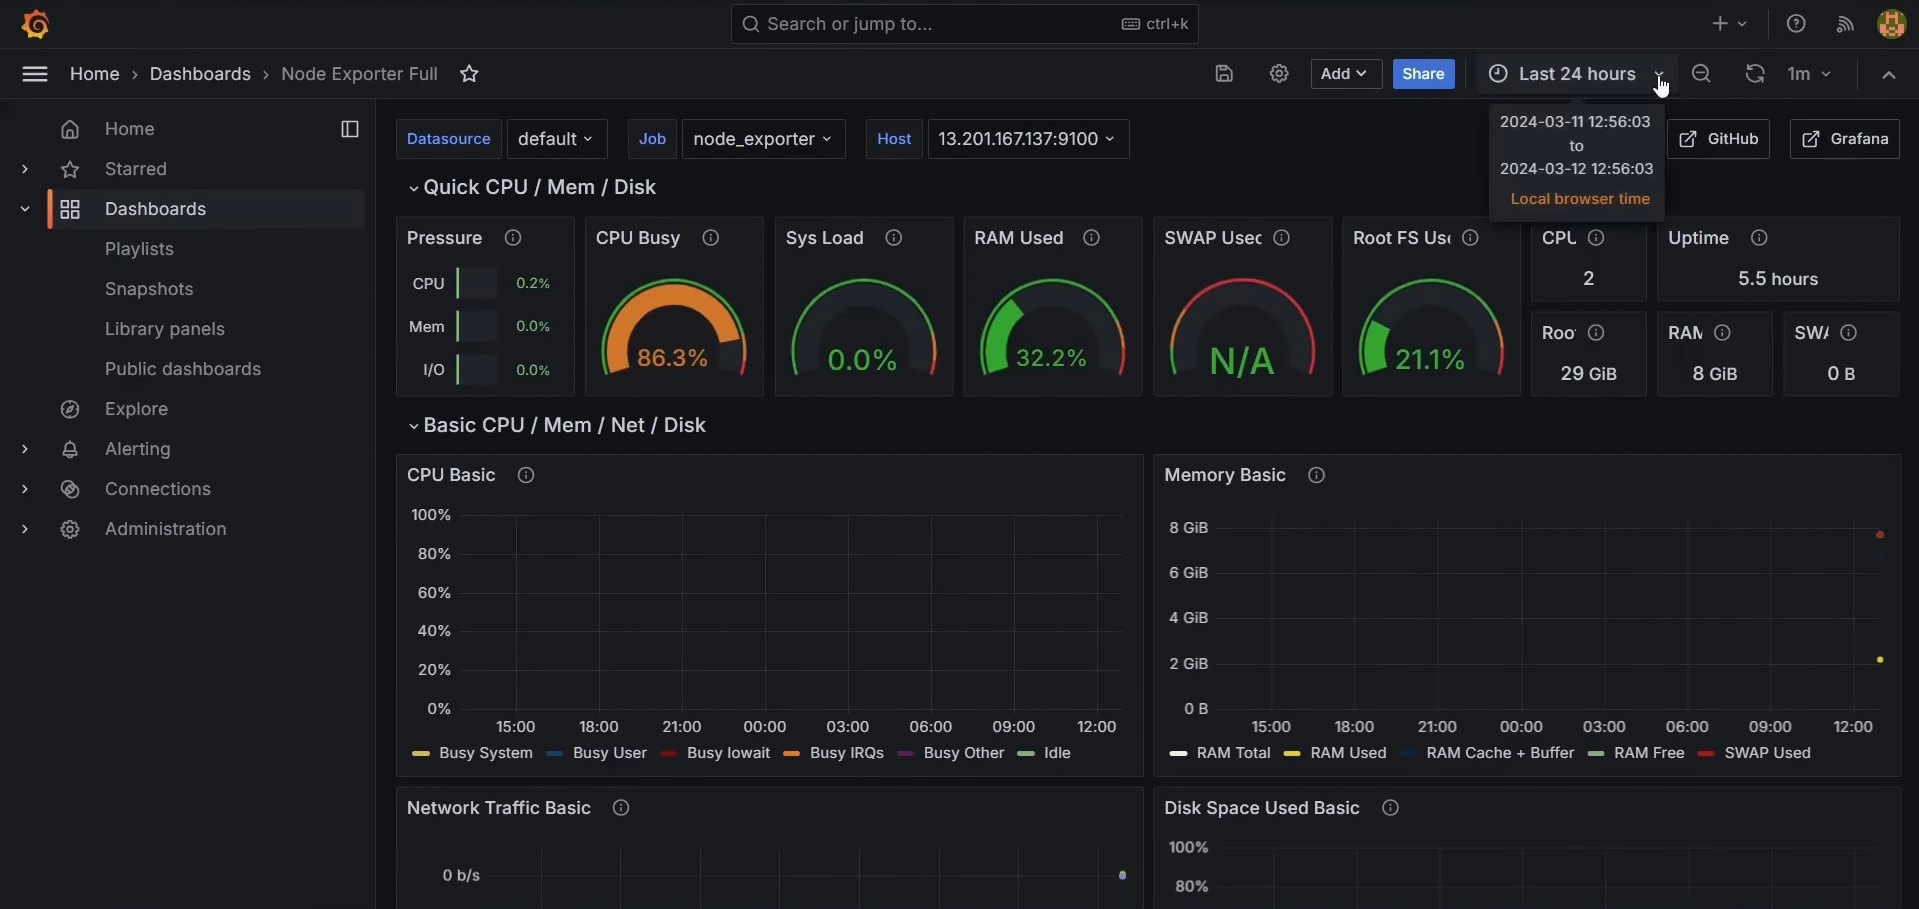 Search or jump to...
ctrl+k
Home › Dashboards › Node Exporter Full
Add
Share
Last 24 hours
1m
2024-03-11 12:56:03
to
2024-03-12 12:56:03
Local browser time
Home
Starred
Dashboards
Playlists
Snapshots
Library panels
Public dashboards
Explore
Alerting
Connections
Administration
Datasource default Job node_exporter Host 13.201.167.137:9100
GitHub
Grafana
Quick CPU / Mem / Disk
Pressure
CPU 0.2%
Mem 0.0%
I/O 0.0%
CPU Busy
86.3%
Sys Load
0.0%
RAM Used
32.2%
SWAP Usec
N/A
Root FS Us
21.1%
CPU
2
Uptime
5.5 hours
Roo
29 GiB
RAM
8 GiB
SWA
0 B
Basic CPU / Mem / Net / Disk
CPU Basic
100%
80%
60%
40%
20%
0%
15:00 18:00 21:00 00:00 03:00 06:00 09:00 12:00
Busy System Busy User Busy Iowait Busy IRQs Busy Other Idle
Memory Basic
8 GiB
6 GiB
4 GiB
2 GiB
0 B
15:00 18:00 21:00 00:00 03:00 06:00 09:00 12:00
RAM Total RAM Used RAM Cache + Buffer RAM Free SWAP Used
Network Traffic Basic
0 b/s
Disk Space Used Basic
100%
80%